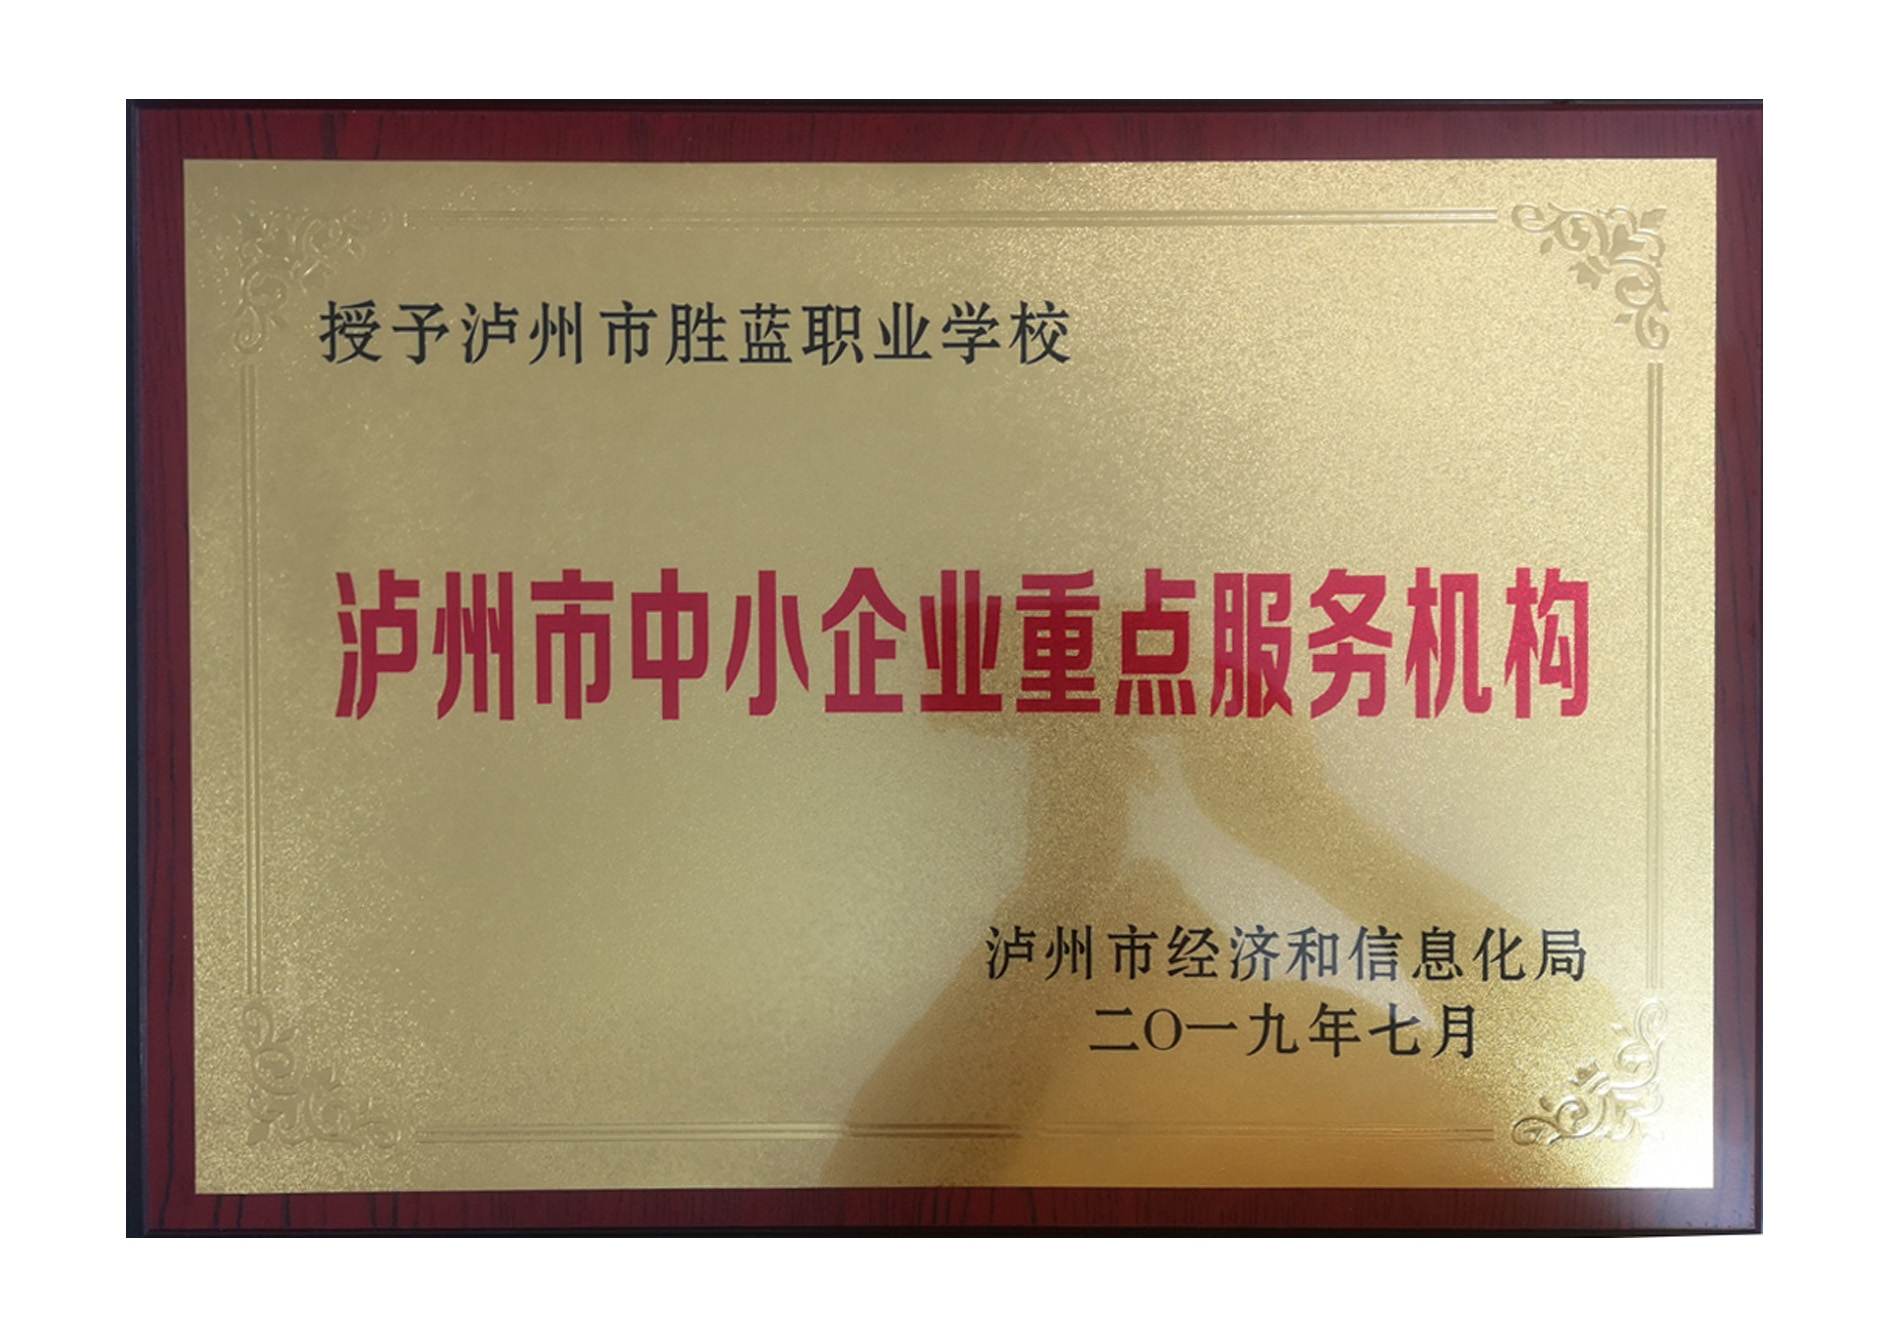 授予泸州市胜蓝职业学校
泸州市中小企业重点服务机构
泸州市经济和信息化局
二〇一九年七月